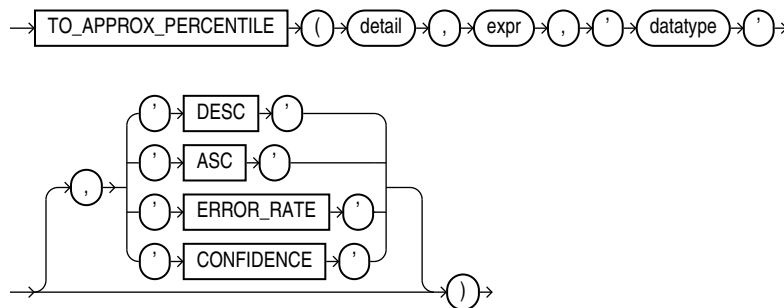 TO_APPROX_PERCENTILE ( detail , expr , ' datatype '
' DESC '
' ASC '
,
' ERROR_RATE '
' CONFIDENCE '
)